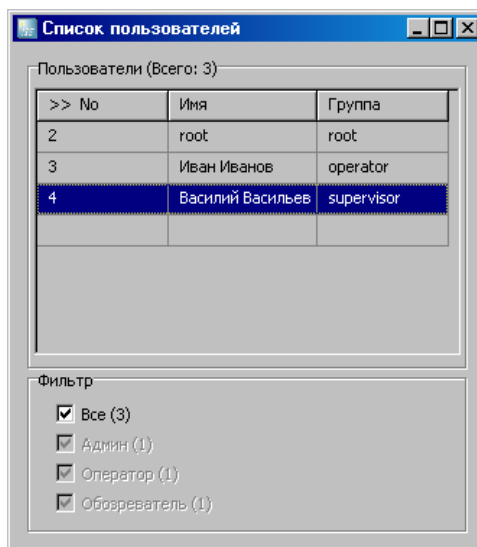 Список пользователей
Пользователи (Всего: 3)
>> No Имя Группа
2 root root
3 Иван Иванов operator
4 Василий Васильев supervisor
Фильтр
Все (3)
Админ (1)
Оператор (1)
Обозреватель (1)